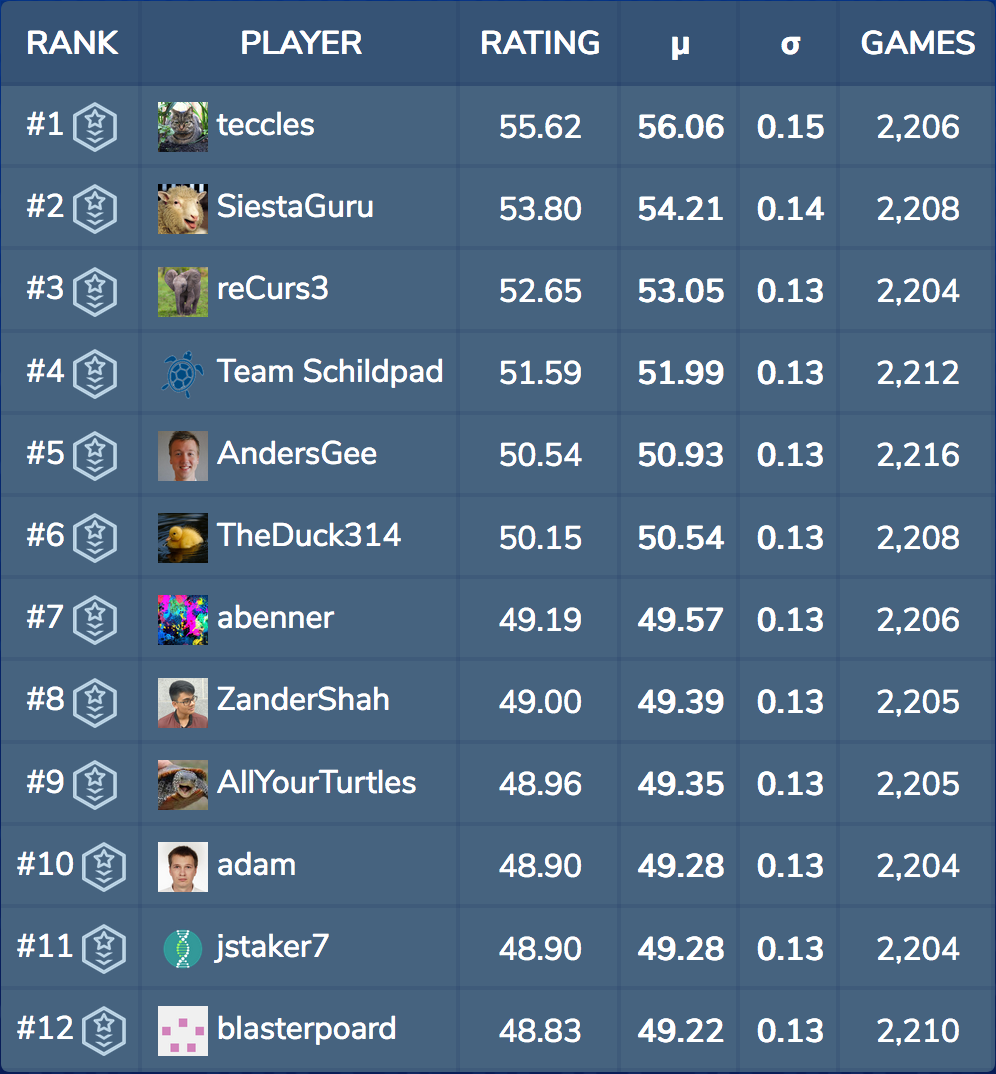 RANK PLAYER RATING μ σ GAMES
#1 teccles 55.62 56.06 0.15 2,206
#2 SiestaGuru 53.80 54.21 0.14 2,208
#3 reCurs3 52.65 53.05 0.13 2,204
#4 Team Schildpad 51.59 51.99 0.13 2,212
#5 AndersGee 50.54 50.93 0.13 2,216
#6 TheDuck314 50.15 50.54 0.13 2,208
#7 abenner 49.19 49.57 0.13 2,206
#8 ZanderShah 49.00 49.39 0.13 2,205
#9 AllYourTurtles 48.96 49.35 0.13 2,205
#10 adam 48.90 49.28 0.13 2,204
#11 jstaker7 48.90 49.28 0.13 2,204
#12 blasterpoard 48.83 49.22 0.13 2,210